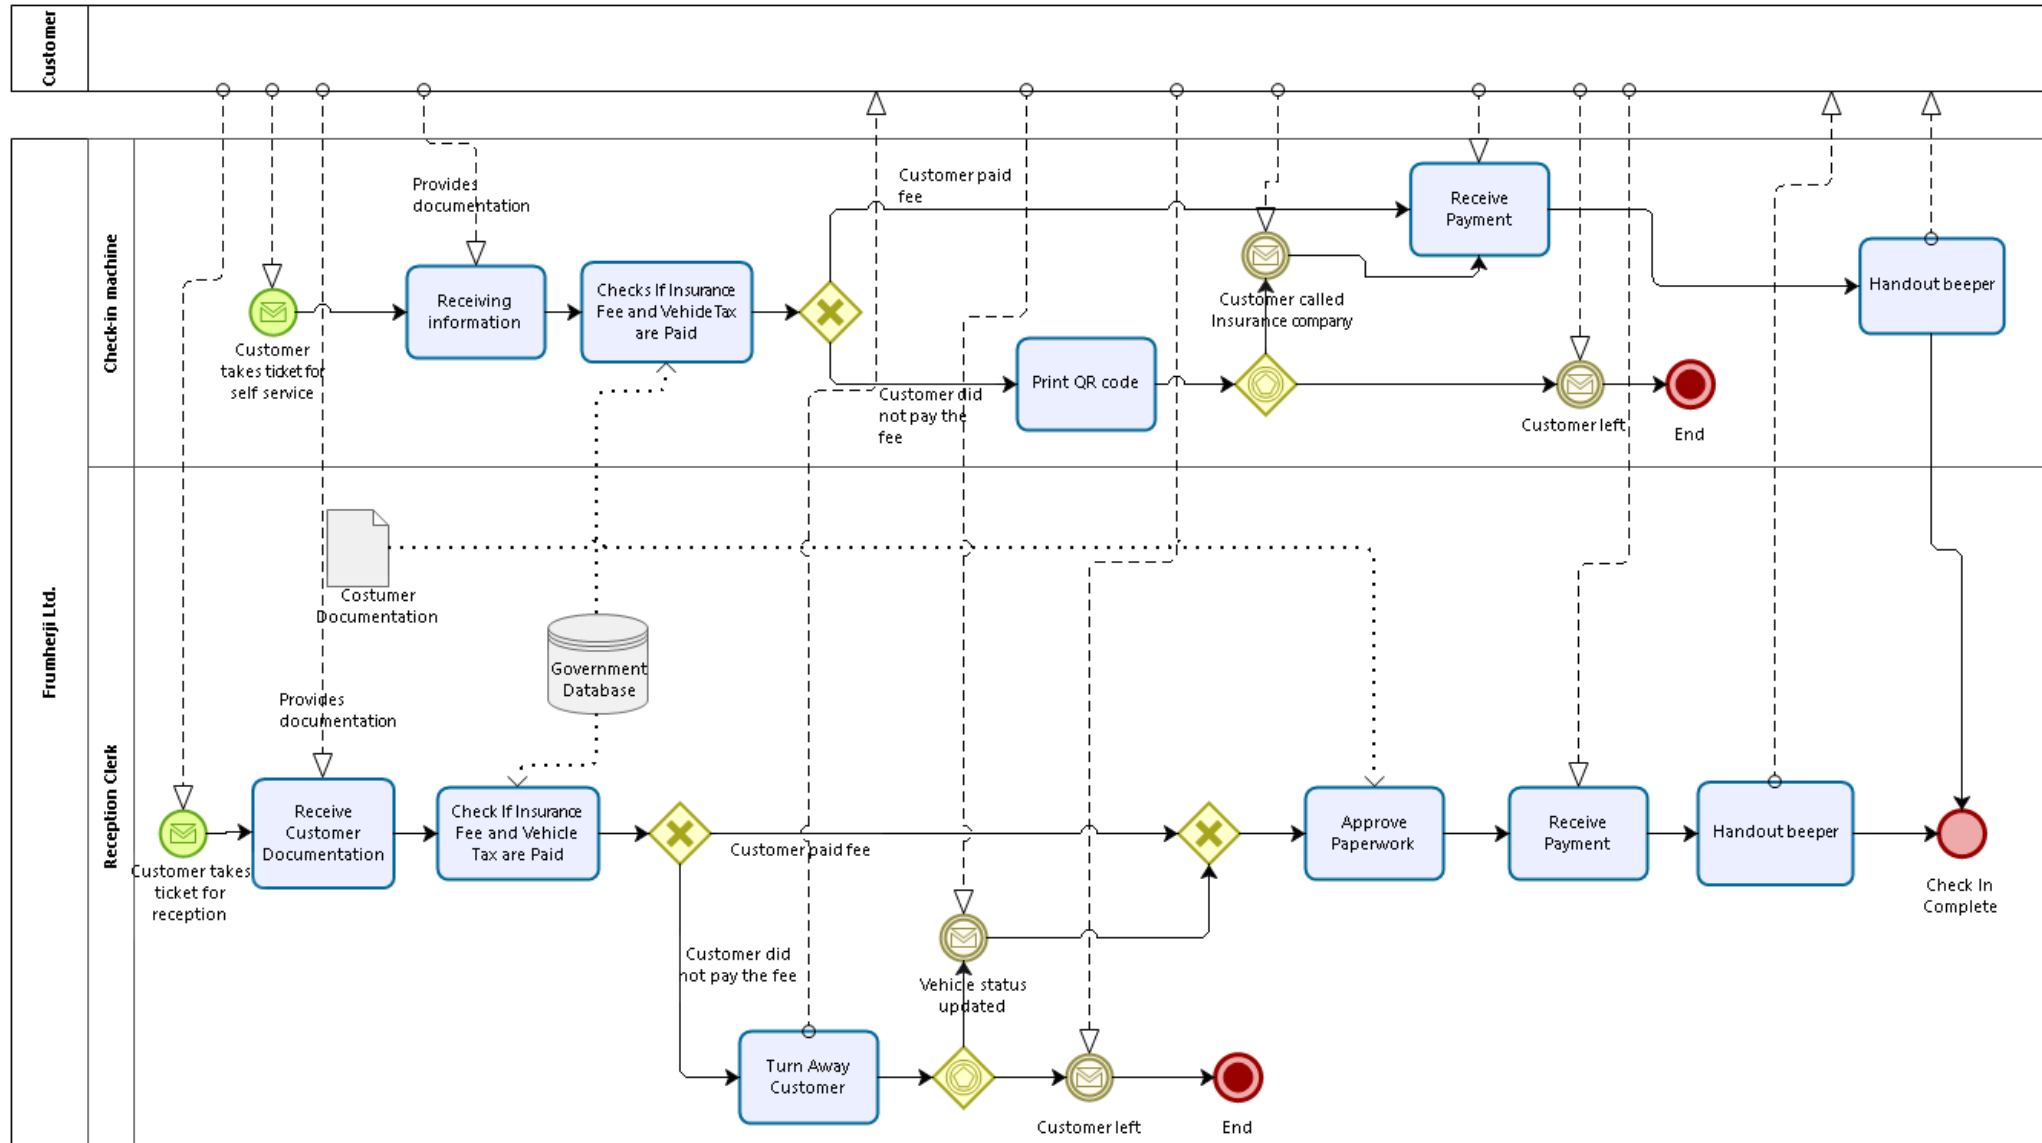 Customer
Frumherji Ltd.
Check-in machine
Provides
documentation
Customer
takes ticket for
self service
Receiving
information
Checks If Insurance
Fee and Vehicle Tax
are Paid
Customer paid
fee
Customer did
not pay the
fee
Print QR code
Customer called
Insurance company
Receive
Payment
Customer left
End
Handout beeper
Reception Clerk
Costumer
Documentation
Government
Database
Provides
documentation
Customer takes
ticket for
reception
Receive
Customer
Documentation
Check If Insurance
Fee and Vehicle
Tax are Paid
Customer paid fee
Customer did
not pay the fee
Turn Away
Customer
Vehicle status
updated
Customer left
End
Approve
Paperwork
Receive
Payment
Handout beeper
Check In
Complete